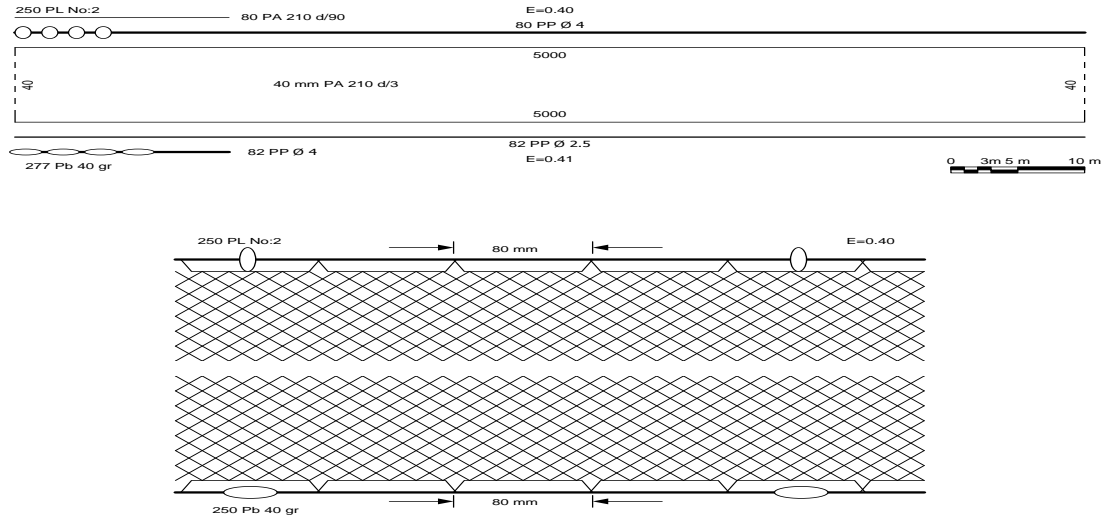 250 PL No:2
E=0.40
80 PA 210 d/90
80 PP Ø 4
5000
40
40 mm PA 210 d/3
40
5000
82 PP Ø 2.5
82 PP Ø 4
E=0.41
277 Pb 40 gr
0 3m 5 m 10 m
250 PL No:2
80 mm
E=0.40
80 mm
250 Pb 40 gr